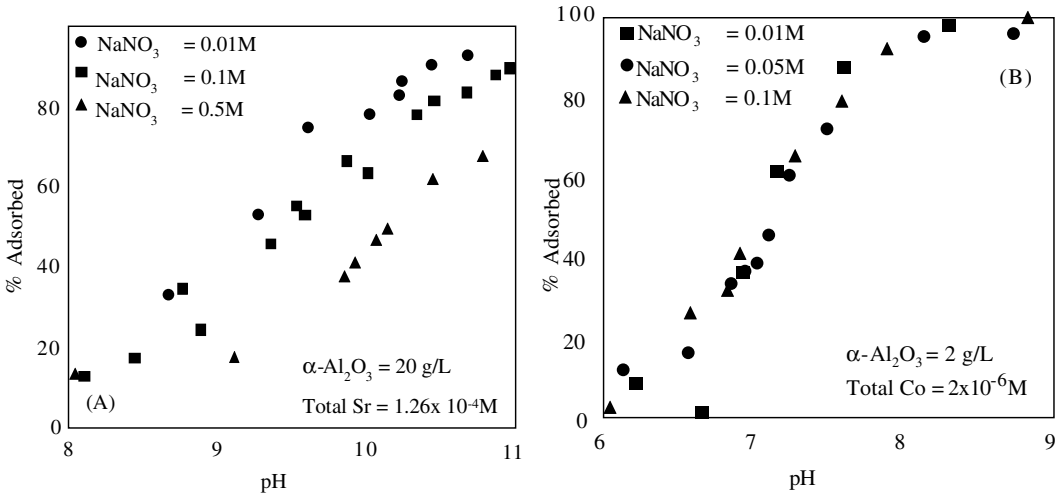 NaNO₃ = 0.01M
NaNO₃ = 0.1M
NaNO₃ = 0.5M
% Adsorbed
80
60
40
20
0
α-Al₂O₃ = 20 g/L
(A)
Total Sr = 1.26x 10⁻⁴M
8 9 10 11
pH
100
NaNO₃ = 0.01M
NaNO₃ = 0.05M
NaNO₃ = 0.1M
(B)
% Adsorbed
80
60
40
20
0
α-Al₂O₃ = 2 g/L
Total Co = 2x10⁻⁶M
6 7 8 9
pH